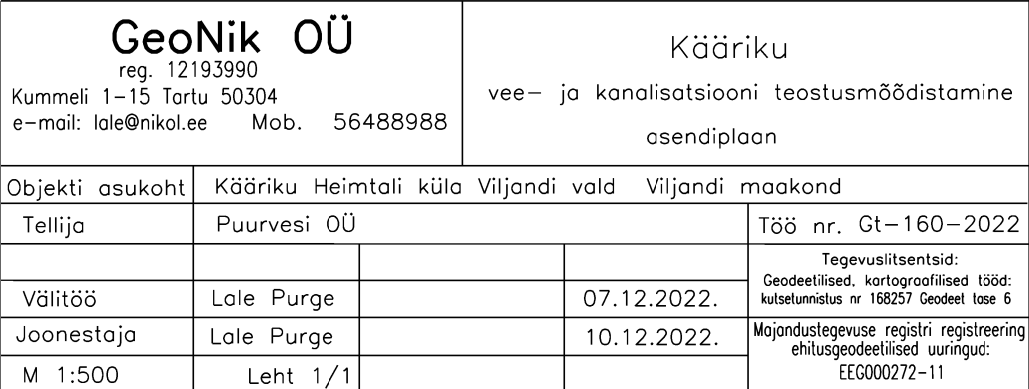 GeoNik OÜ
reg. 12193990
Kummeli 1-15 Tartu 50304
e-mail: lale@nikol.ee Mob. 56488988
Kääriku
vee- ja kanalisatsiooni teostusmõõdistamine
asendiplaan
Objekti asukoht Kääriku Heimtali küla Viljandi vald Viljandi maakond
Tellija Puurvesi OÜ Töö nr. Gt-160-2022
Tegevuslitsentsid:
Geodeetilised, kartograafilised tööd:
kutsetunnistus nr 168257 Geodeet tase 6
Välitöö Lale Purge 07.12.2022.
Joonestaja Lale Purge 10.12.2022.
Majandustegevuse registri registreering
ehitusgeodeetilised uuringud:
EEG000272-11
M 1:500 Leht 1/1